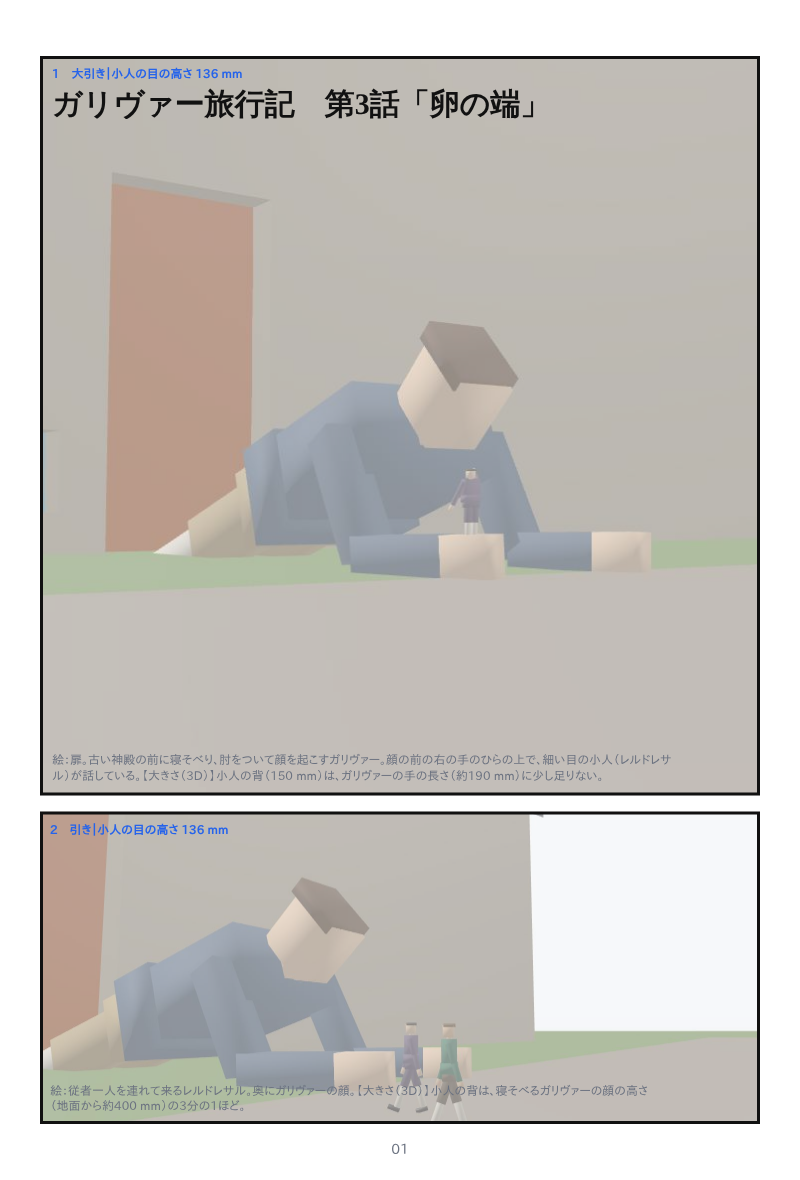 1 大引き|小人の目の高さ136 mm
ガリヴァー旅行記 第3話「卵の端」
絵:扉。古い神殿の前に寝そべり、肘をついて顔を起こすガリヴァー。顔の前の右の手のひらの上で、細い目の小人(レルドレサ
ル)が話している。【大きさ(3D)】小人の背(150 mm)は、ガリヴァーの手の長さ(約190 mm)に少し足りない。
2 引き|小人の目の高さ136 mm
絵:従者一人を連れて来るレルドレサル。奥にガリヴァーの顔。【大きさ(3D)】小人の背は、寝そべるガリヴァーの顔の高さ
(地面から約400 mm)の3分の1ほど。
01